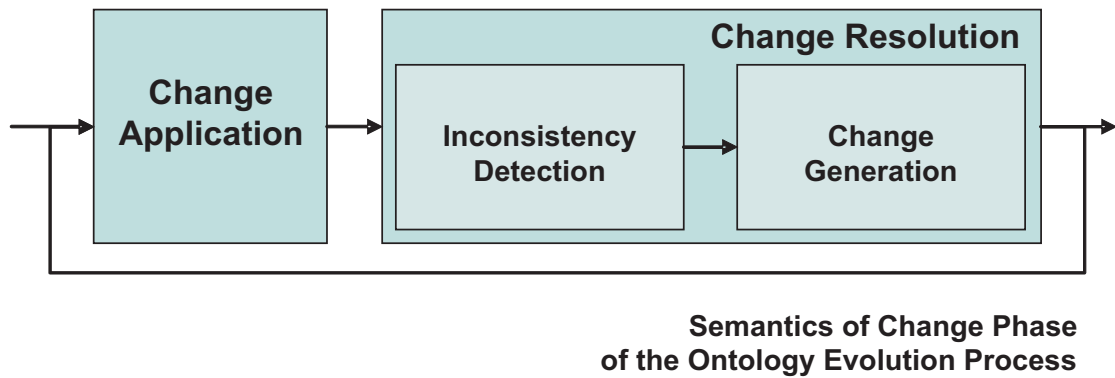 Change
Application
Change Resolution
Inconsistency
Detection
Change
Generation
Semantics of Change Phase
of the Ontology Evolution Process